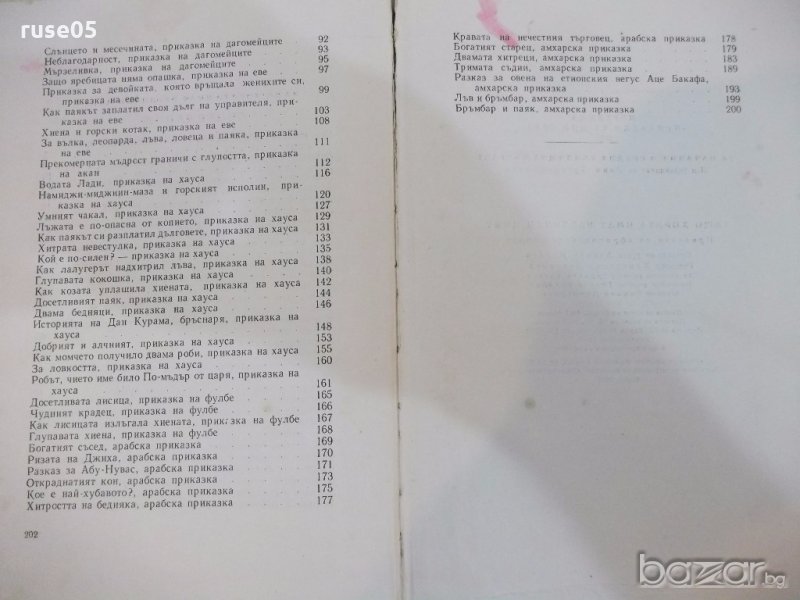 ruse05
Слънцето и месечината, приказка на дагомейците 92
Неблагодарност, приказка на дагомейците 93
Мързеливка, приказка на дагомейците 95
Защо яребицата няма опашка, приказка на еве 97
Приказка за девойката, която връщала женихите си,
приказка на еве 99
Как паякът заплатил своя дълг на управителя, при-
казка на еве 103
Хиена и горски котак, приказка на еве 108
За вълка, леопарда, лъва, ловеца и паяка, приказка
на еве 111
Прекомерната мъдрост граничи с глупостта, приказка
на акан 112
Водата Лади, приказка на хауса 116
Намиджи-миджин-маза и горският исполин, при-
казка на хауса 120
Умният чакал, приказка на хауса 127
Лъжата е по-опасна от копието, приказка на хауса 129
Как паякът си разплатил дълговете, приказка на хауса 131
Хитрата невестулка, приказка на хауса 133
Кой е по-силен? — приказка на хауса 135
Как лалугерът надхитрил лъва, приказка на хауса 138
Глупавата кокошка, приказка на хауса 140
Как козата уплашила хиената, приказка на хауса 142
Досетливият паяк, приказка на хауса 144
Двама бедняци, приказка на хауса 146
Историята на Дан Курама, бръснаря, приказка на
хауса 148
Добрият и алчният, приказка на хауса 153
Как момчето получило двама роби, приказка на хауса 155
За ловкостта, приказка на хауса 160
Робът, чието име било По-мъдър от царя, приказка на
хауса 161
Досетливата лисица, приказка на фулбе 165
Чудният крадец, приказка на фулбе 166
Как лисицата излъгала хиената, приказка на фулбе 167
Глупавата хиена, приказка на фулбе 168
Богатият съсед, арабска приказка 169
Ризата на Джиха, арабска приказка 170
Разказ за Абу-Нувас, арабска приказка 171
Откраднатият кон, арабска приказка 173
Кое е най-хубавото?, арабска приказка 175
Хитростта на бедняка, арабска приказка 177
202
Кравата на нечестния търговец, арабска приказка 178
Богатият старец, амхарска приказка 179
Двамата хитреци, амхарска приказка 183
Тримата съдии, амхарска приказка 189
Разказ за овена на етиопския негус Аце Бакафа,
амхарска приказка 193
Лъв и бръмбар, амхарска приказка 199
Бръмбар и паяк, амхарска приказка 200
bazar.bg